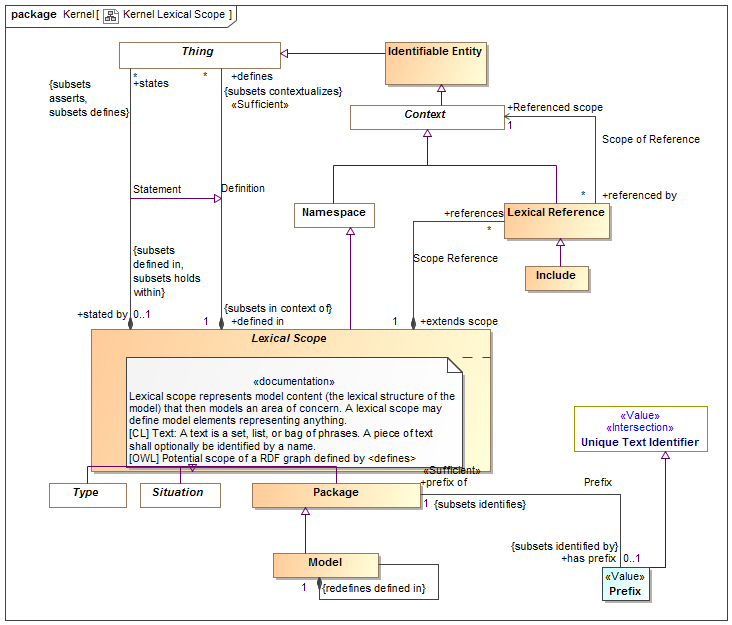 package Kernel [ Kernel Lexical Scope ]
Thing
Identifiable Entity
*
+states
*
+defines
{subsets contextualizes}
«Sufficient»
{subsets
asserts,
subsets defines}
Context
+Referenced scope
1
Scope of Reference
Statement
Definition
*
+referenced by
Namespace
+references
*
Lexical Reference
Scope Reference
Include
{subsets
defined in,
subsets holds
within}
+stated by
0..1
{subsets in context of}
1
+defined in
1
+extends scope
Lexical Scope
«documentation»
Lexical scope represents model content (the lexical structure of the
model) that then models an area of concern. A lexical scope may
define model elements representing anything.
[CL] Text: A text is a set, list, or bag of phrases. A piece of text
shall optionally be identified by a name.
[OWL] Potential scope of a RDF graph defined by <defines>
«Value»
«Intersection»
Unique Text Identifier
Type
Situation
Package
«Sufficient»
+prefix of
1
{subsets identifies}
Prefix
Model
1
{redefines defined in}
{subsets identified by}
+has prefix
0..1
«Value»
Prefix